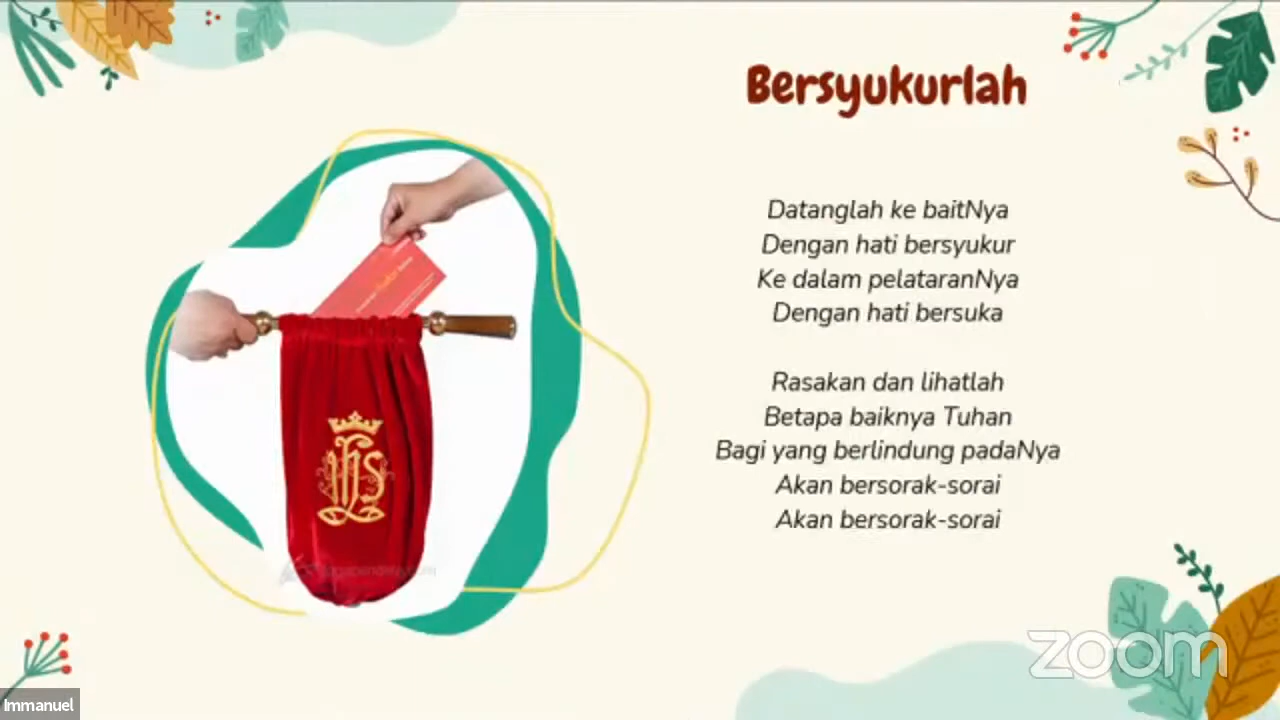 Bersyukurlah
Datanglah ke baitNya
Dengan hati bersyukur
Ke dalam pelataranNya
Dengan hati bersuka
Rasakan dan lihatlah
Betapa baiknya Tuhan
Bagi yang berlindung padaNya
Akan bersorak-sorai
Akan bersorak-sorai
IHS
zoom
Immanuel